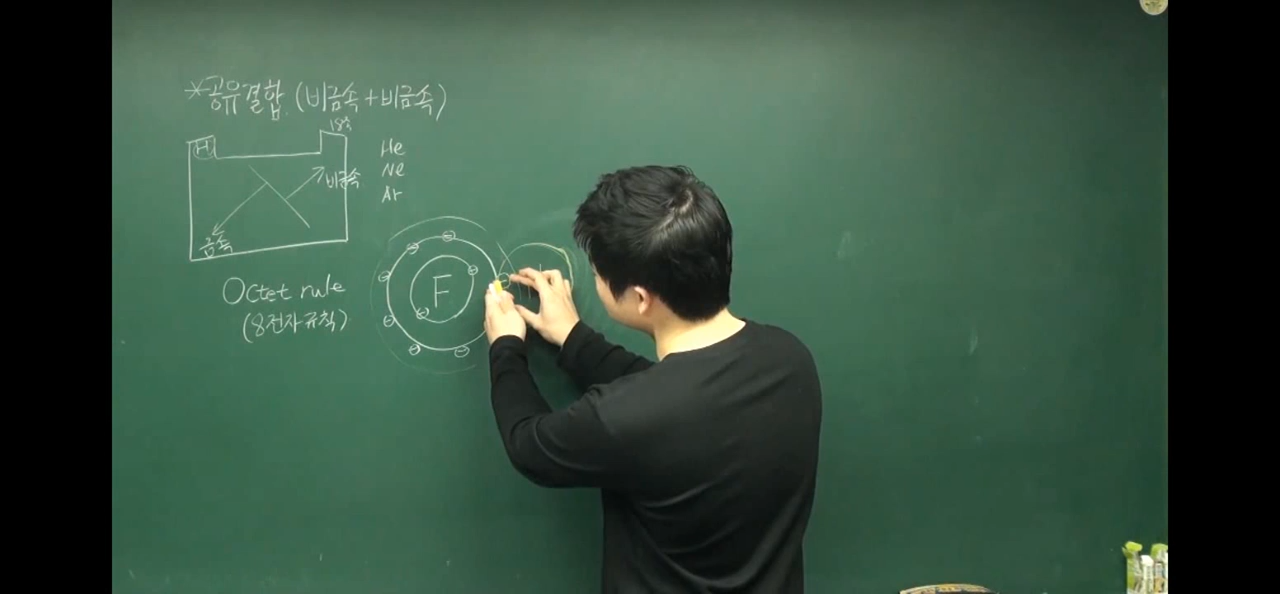 *공유결합 (비금속+비금속)
18족
H
He
Ne
Ar
비금속
금속
Octet rule
(8전자 규칙)
F